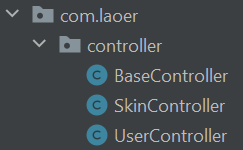 com.laoer
controller
C BaseController
C SkinController
C UserController